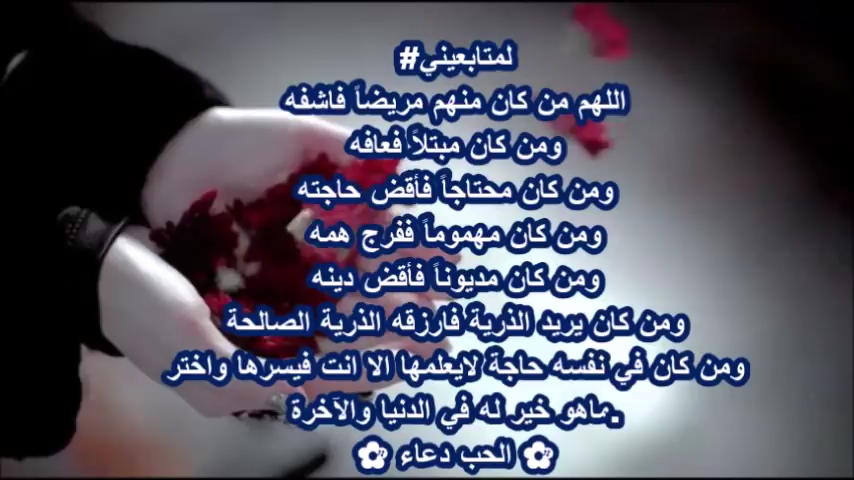 #لمتابعيني
اللهم من كان منهم مريضاً فاشفه
ومن كان مبتلاً فعافه
ومن كان محتاجاً فأقض حاجته
ومن كان مهموماً ففرج همه
ومن كان مديوناً فأقض دينه
ومن كان يريد الذرية فارزقه الذرية الصالحة
ومن كان في نفسه حاجة لايعلمها الا انت فيسرها واختر
ماهو خير له في الدنيا والآخرة.
✿ الحب دعاء ✿